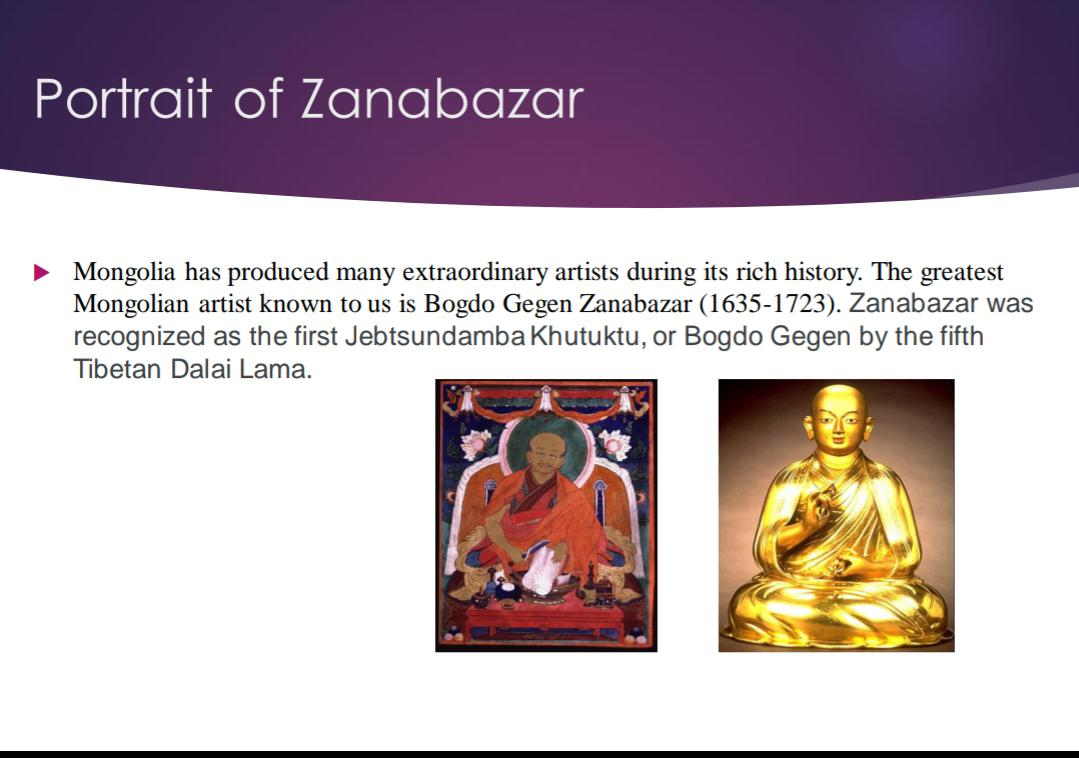 Portrait of Zanabazar
Mongolia has produced many extraordinary artists during its rich history. The greatest
Mongolian artist known to us is Bogdo Gegen Zanabazar (1635-1723). Zanabazar was
recognized as the first Jebtsundamba Khutuktu, or Bogdo Gegen by the fifth
Tibetan Dalai Lama.